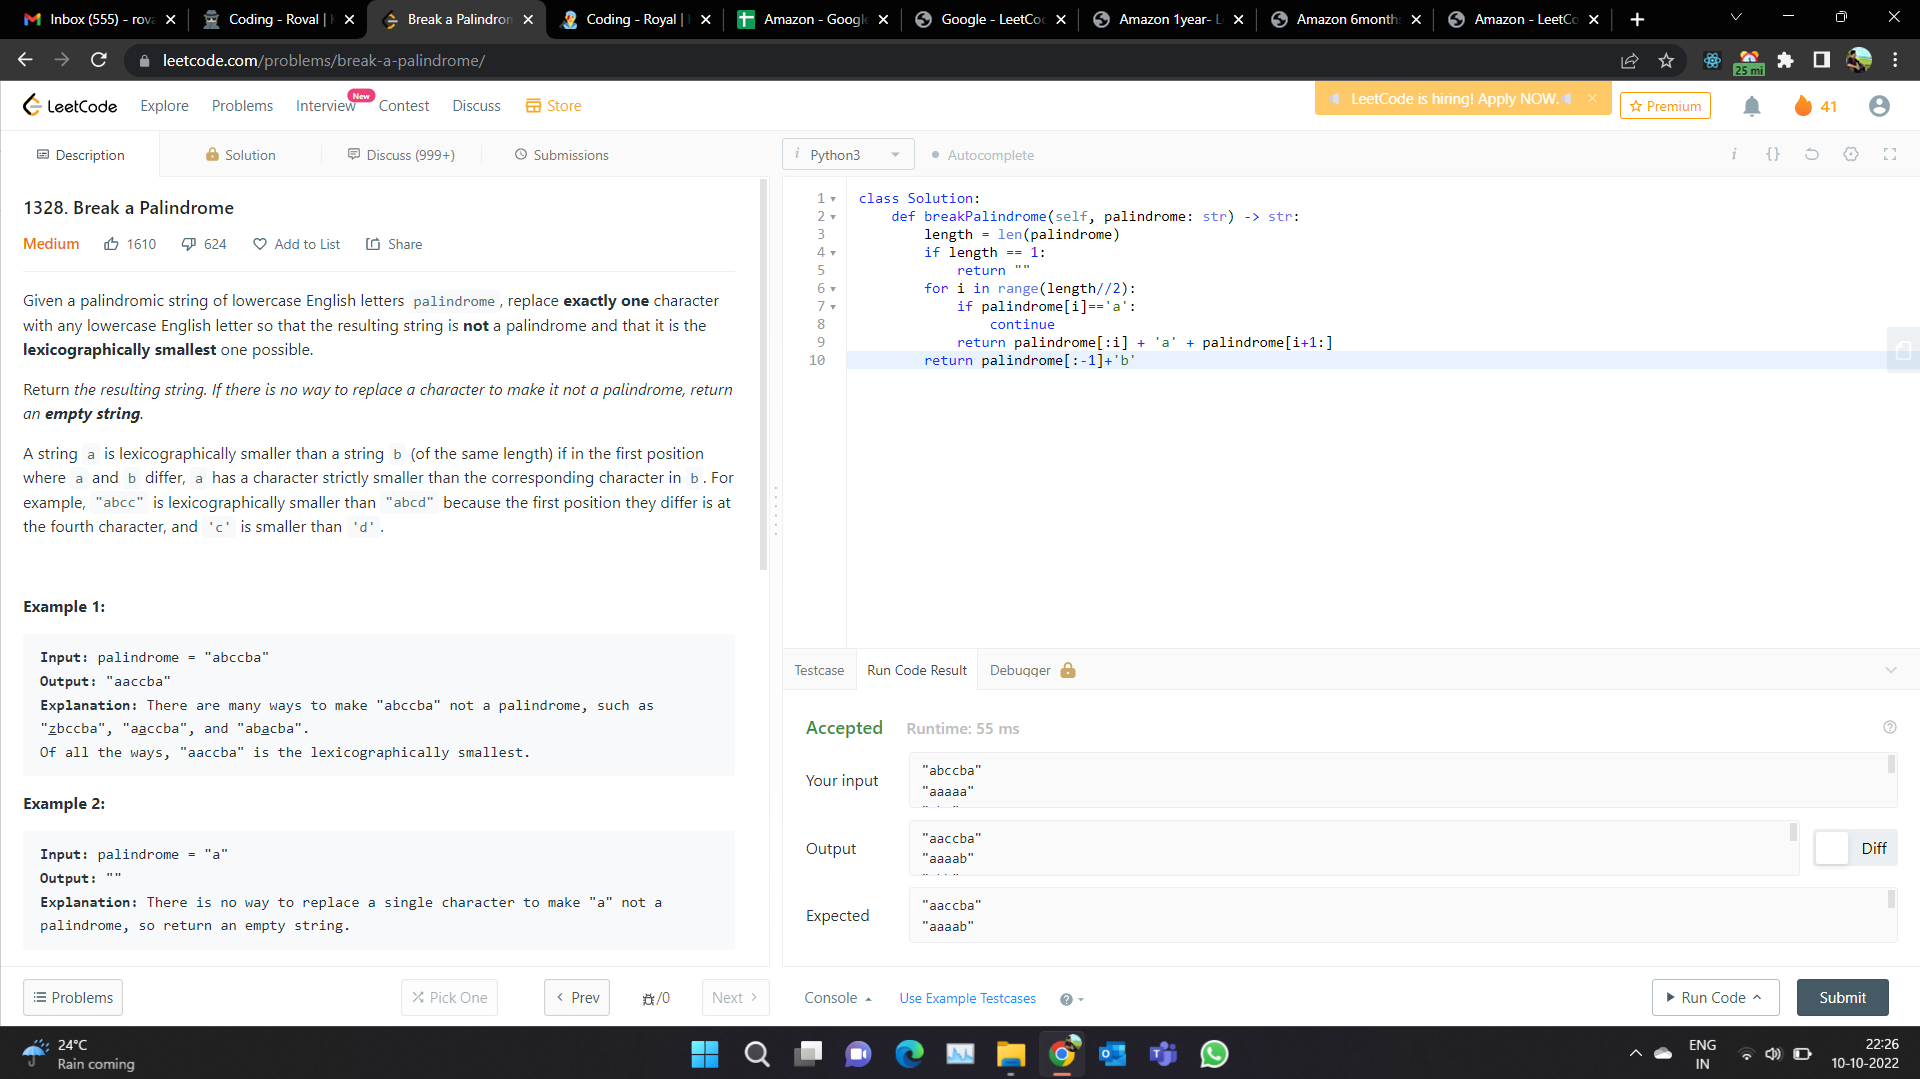 Inbox (555) - rova
Coding - Roval |
Break a Palindrom
Coding - Royal |
Amazon - Google
Google - LeetCo
Amazon 1year- L
Amazon 6month
Amazon - LeetCo
leetcode.com/problems/break-a-palindrome/
25 mi
LeetCode
Explore
Problems
Interview
New
Contest
Discuss
Store
LeetCode is hiring! Apply NOW.
Premium
41
Description
Solution
Discuss (999+)
Submissions
i Python3
Autocomplete
1328. Break a Palindrome
Medium
1610
624
Add to List
Share
Given a palindromic string of lowercase English letters palindrome, replace exactly one character
with any lowercase English letter so that the resulting string is not a palindrome and that it is the
lexicographically smallest one possible.
Return the resulting string. If there is no way to replace a character to make it not a palindrome, return
an empty string.
A string a is lexicographically smaller than a string b (of the same length) if in the first position
where a and b differ, a has a character strictly smaller than the corresponding character in b. For
example, "abcc" is lexicographically smaller than "abcd" because the first position they differ is at
the fourth character, and 'c' is smaller than 'd'.
Example 1:
Input: palindrome = "abccba"
Output: "aaccba"
Explanation: There are many ways to make "abccba" not a palindrome, such as
"zbccba", "aaccba", and "abacba".
Of all the ways, "aaccba" is the lexicographically smallest.
Example 2:
Input: palindrome = "a"
Output: ""
Explanation: There is no way to replace a single character to make "a" not a
palindrome, so return an empty string.
1 class Solution:
2 def breakPalindrome(self, palindrome: str) -> str:
3 length = len(palindrome)
4 if length == 1:
5 return ""
6 for i in range(length//2):
7 if palindrome[i]=='a':
8 continue
9 return palindrome[:i] + 'a' + palindrome[i+1:]
10 return palindrome[:-1]+'b'
Testcase
Run Code Result
Debugger
Accepted
Runtime: 55 ms
Your input
"abccba"
"aaaaa"
Output
"aaccba"
"aaaab"
Diff
Expected
"aaccba"
"aaaab"
Problems
Pick One
Prev
/0
Next
Console
Use Example Testcases
Run Code
Submit
24°C
Rain coming
ENG
IN
22:26
10-10-2022